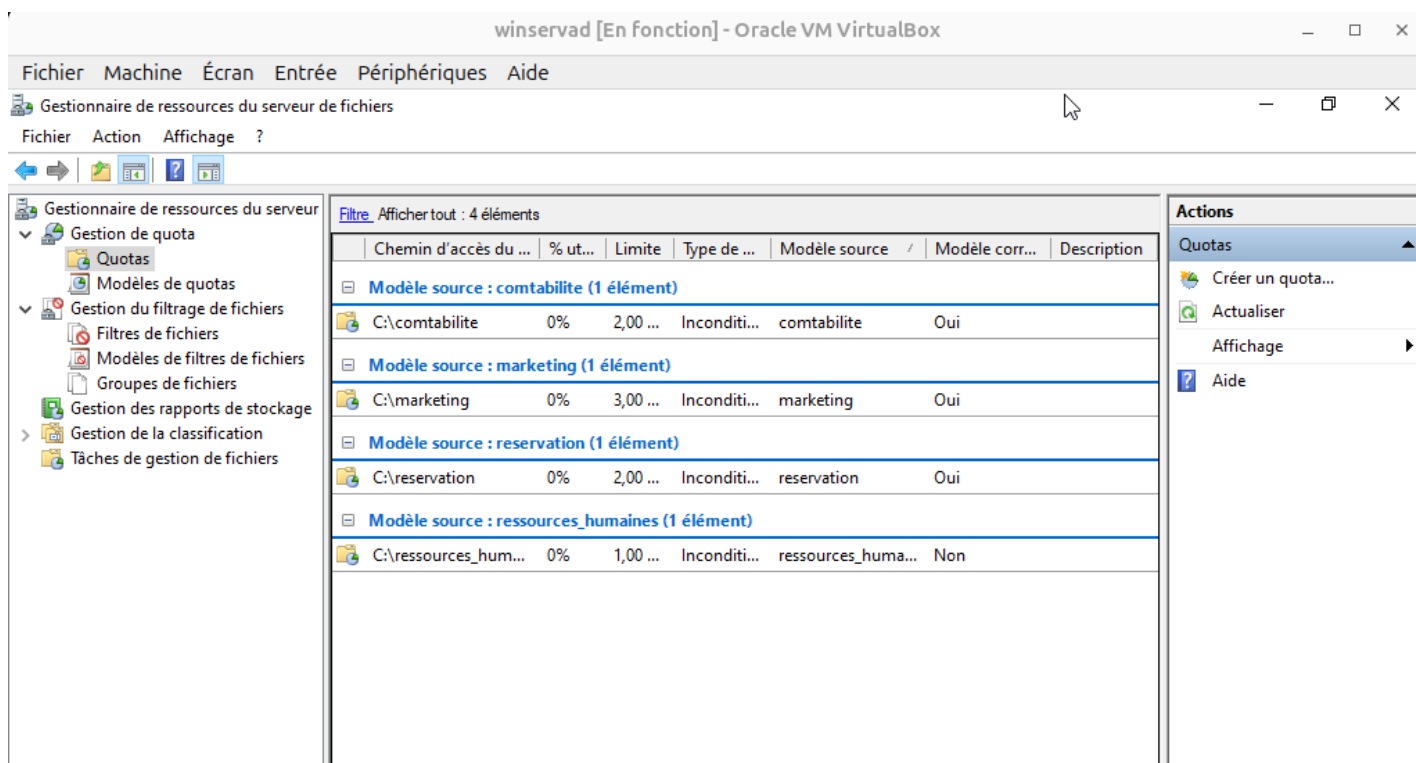 winservad [En fonction] - Oracle VM VirtualBox
Fichier Machine Écran Entrée Périphériques Aide
Gestionnaire de ressources du serveur de fichiers
Fichier Action Affichage ?
Gestionnaire de ressources du serveur
Gestion de quota
Quotas
Modèles de quotas
Gestion du filtrage de fichiers
Filtres de fichiers
Modèles de filtres de fichiers
Groupes de fichiers
Gestion des rapports de stockage
Gestion de la classification
Tâches de gestion de fichiers
Filtre Afficher tout : 4 éléments
Chemin d'accès du ... % ut... Limite Type de ... Modèle source Modèle corr... Description
Modèle source : comtabilite (1 élément)
C:\comtabilite 0% 2,00 ... Inconditi... comtabilite Oui
Modèle source : marketing (1 élément)
C:\marketing 0% 3,00 ... Inconditi... marketing Oui
Modèle source : reservation (1 élément)
C:\reservation 0% 2,00 ... Inconditi... reservation Oui
Modèle source : ressources_humaines (1 élément)
C:\ressources_hum... 0% 1,00 ... Inconditi... ressources_huma... Non
Actions
Quotas
Créer un quota...
Actualiser
Affichage
Aide